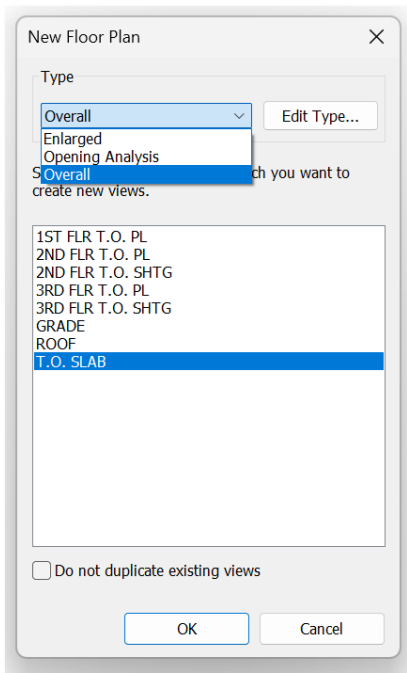 New Floor Plan
Type
Overall
Edit Type...
Enlarged
Opening Analysis
Overall
ch you want to
create new views.
1ST FLR T.O. PL
2ND FLR T.O. PL
2ND FLR T.O. SHTG
3RD FLR T.O. PL
3RD FLR T.O. SHTG
GRADE
ROOF
T.O. SLAB
Do not duplicate existing views
OK
Cancel